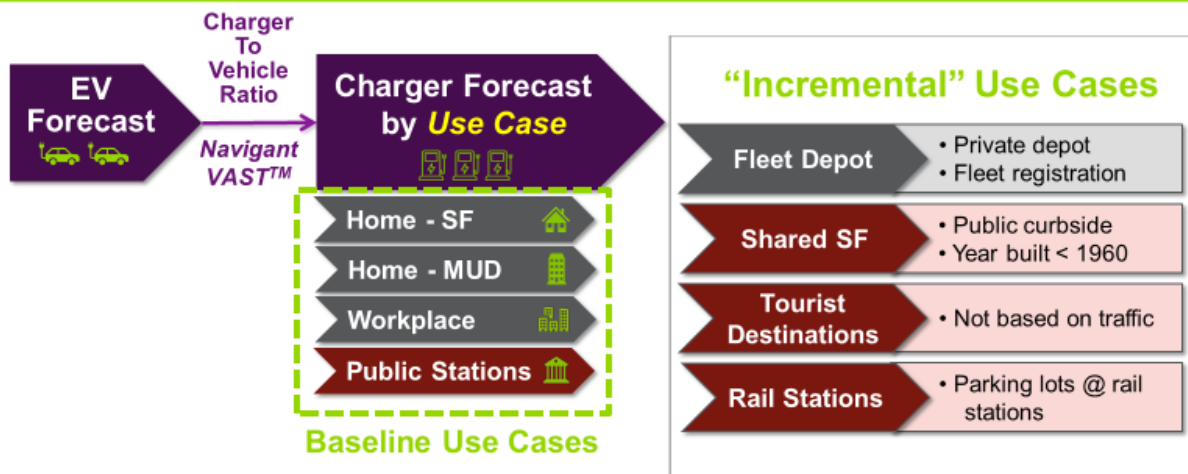 Charger
To
Vehicle
Ratio
EV
Forecast
Navigant
VAST™
Charger Forecast
by Use Case
Home - SF
Home - MUD
Workplace
Public Stations
Baseline Use Cases
“Incremental” Use Cases
Fleet Depot
• Private depot
• Fleet registration
Shared SF
• Public curbside
• Year built < 1960
Tourist
Destinations
• Not based on traffic
Rail Stations
• Parking lots @ rail
stations